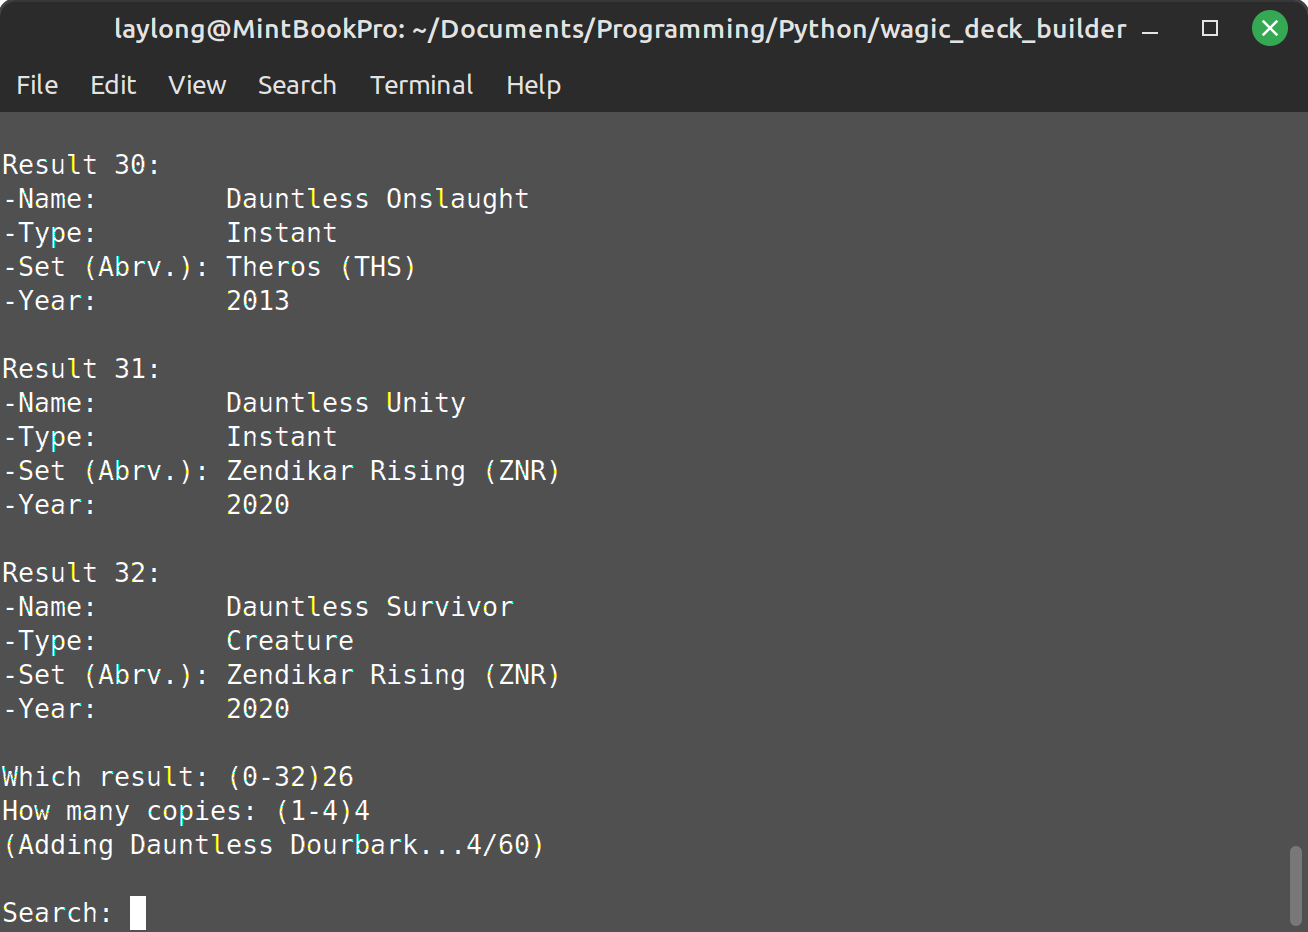 laylong@MintBookPro: ~/Documents/Programming/Python/wagic_deck_builder
File Edit View Search Terminal Help
Result 30:
-Name:        Dauntless Onslaught
-Type:        Instant
-Set (Abrv.): Theros (THS)
-Year:        2013
Result 31:
-Name:        Dauntless Unity
-Type:        Instant
-Set (Abrv.): Zendikar Rising (ZNR)
-Year:        2020
Result 32:
-Name:        Dauntless Survivor
-Type:        Creature
-Set (Abrv.): Zendikar Rising (ZNR)
-Year:        2020
Which result: (0-32)26
How many copies: (1-4)4
(Adding Dauntless Dourbark...4/60)
Search: